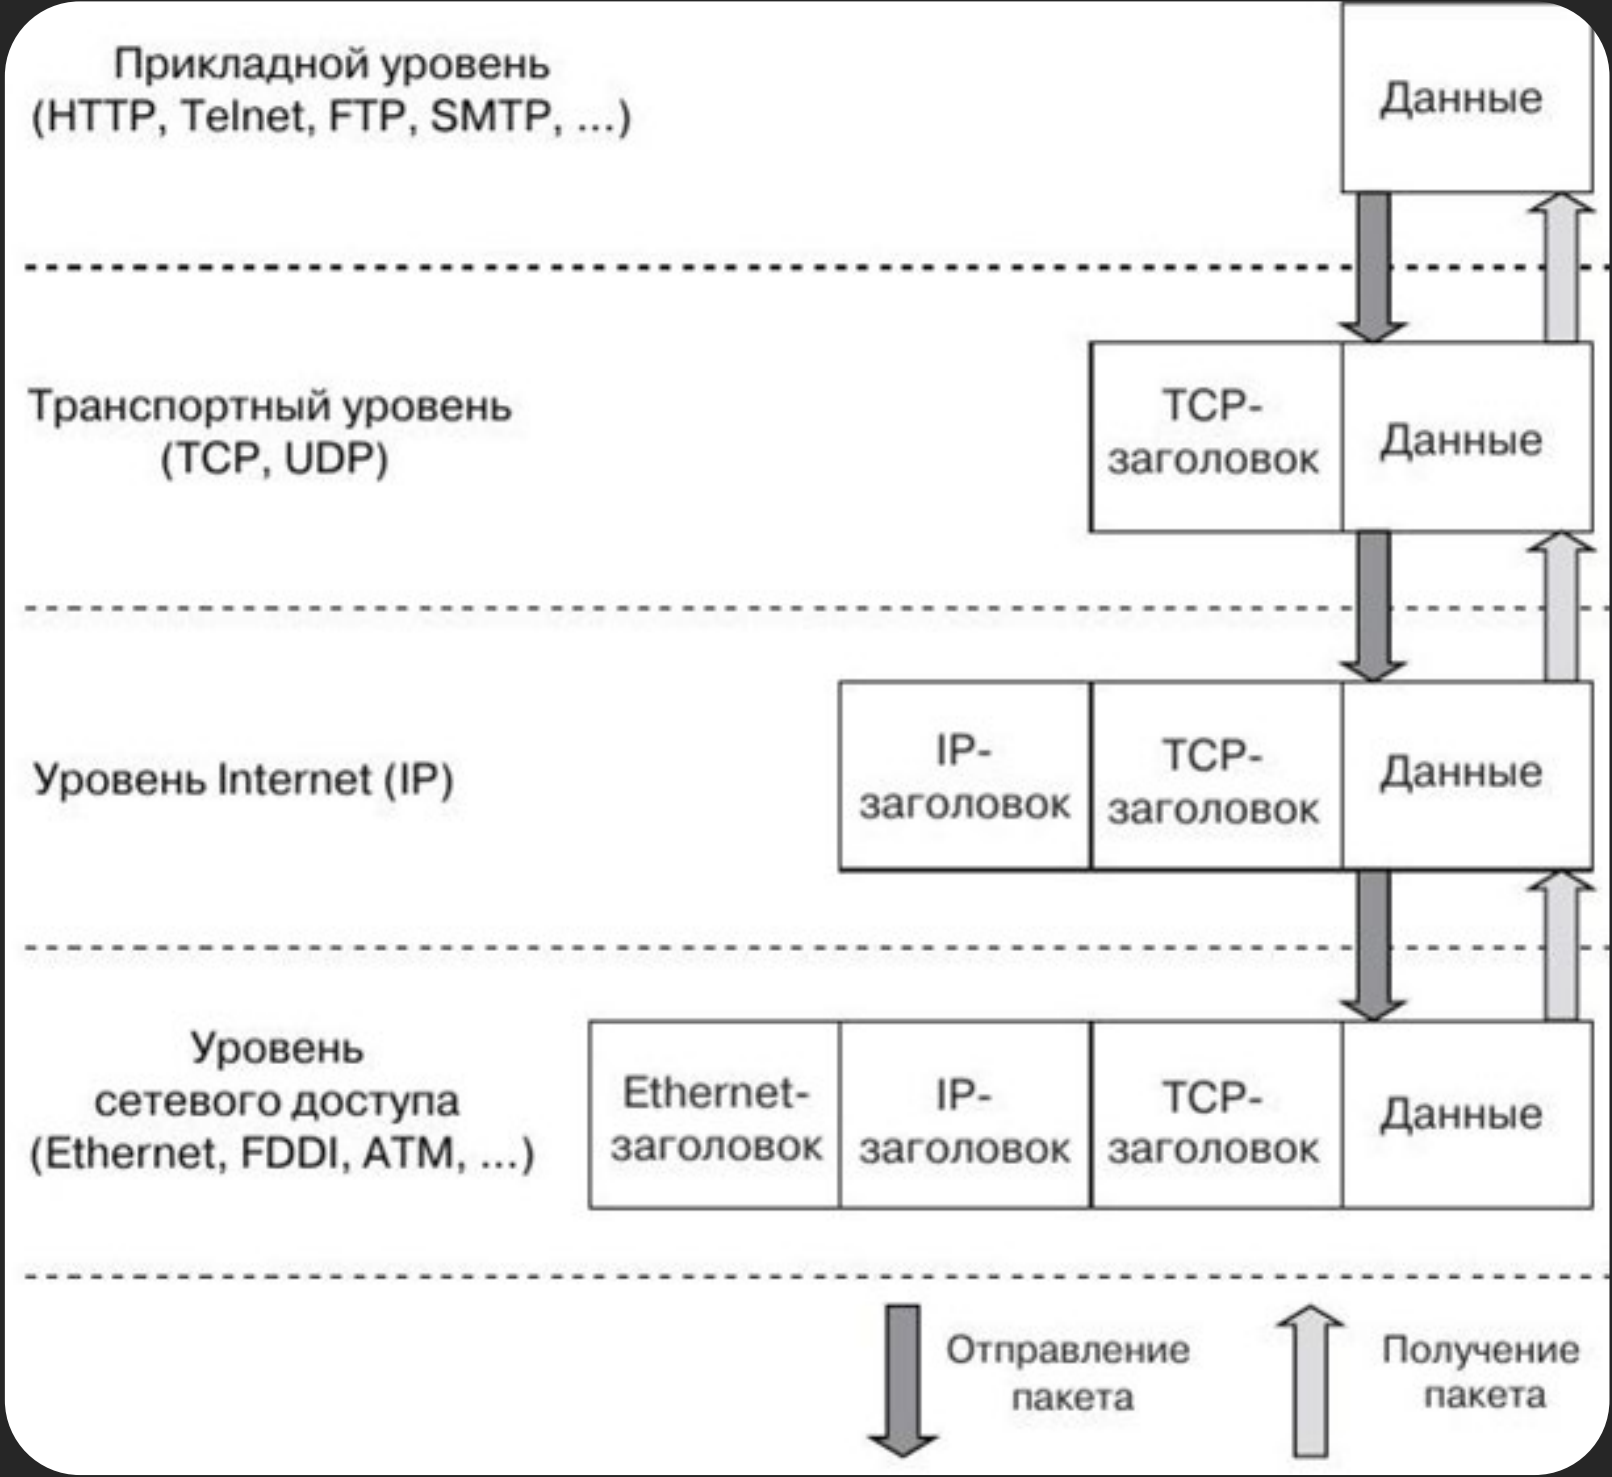 Прикладной уровень
(HTTP, Telnet, FTP, SMTP, ...)
Данные
Транспортный уровень
(TCP, UDP)
TCP-
заголовок
Данные
Уровень Internet (IP)
IP-
заголовок
TCP-
заголовок
Данные
Уровень
сетевого доступа
(Ethernet, FDDI, ATM, ...)
Ethernet-
заголовок
IP-
заголовок
TCP-
заголовок
Данные
Отправление
пакета
Получение
пакета